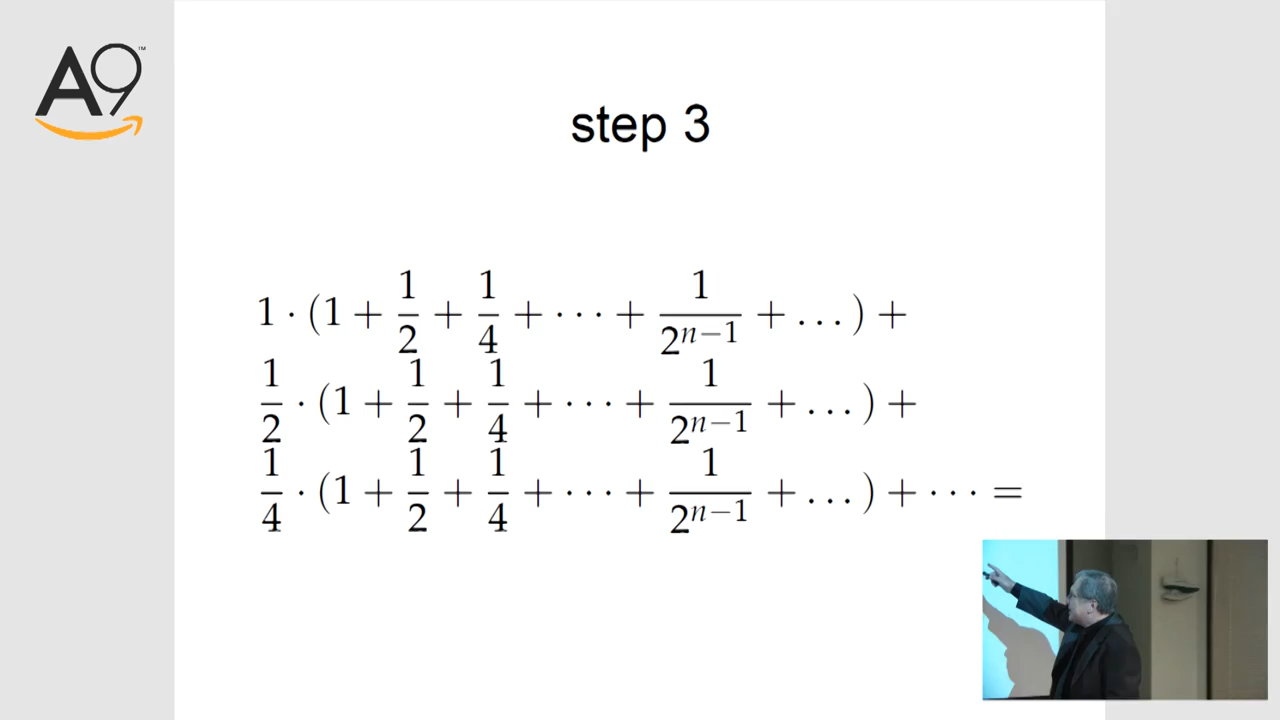 A9™
step 3
1 · (1 + 1/2 + 1/4 + ··· + 1/2^{n−1} + ...) +
1/2 · (1 + 1/2 + 1/4 + ··· + 1/2^{n−1} + ...) +
1/4 · (1 + 1/2 + 1/4 + ··· + 1/2^{n−1} + ...) + ··· =